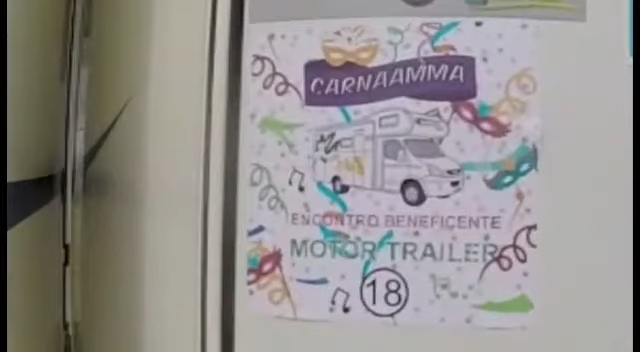 CARNAAMMA
ENCONTRO BENEFICENTE
MOTOR TRAILER
18